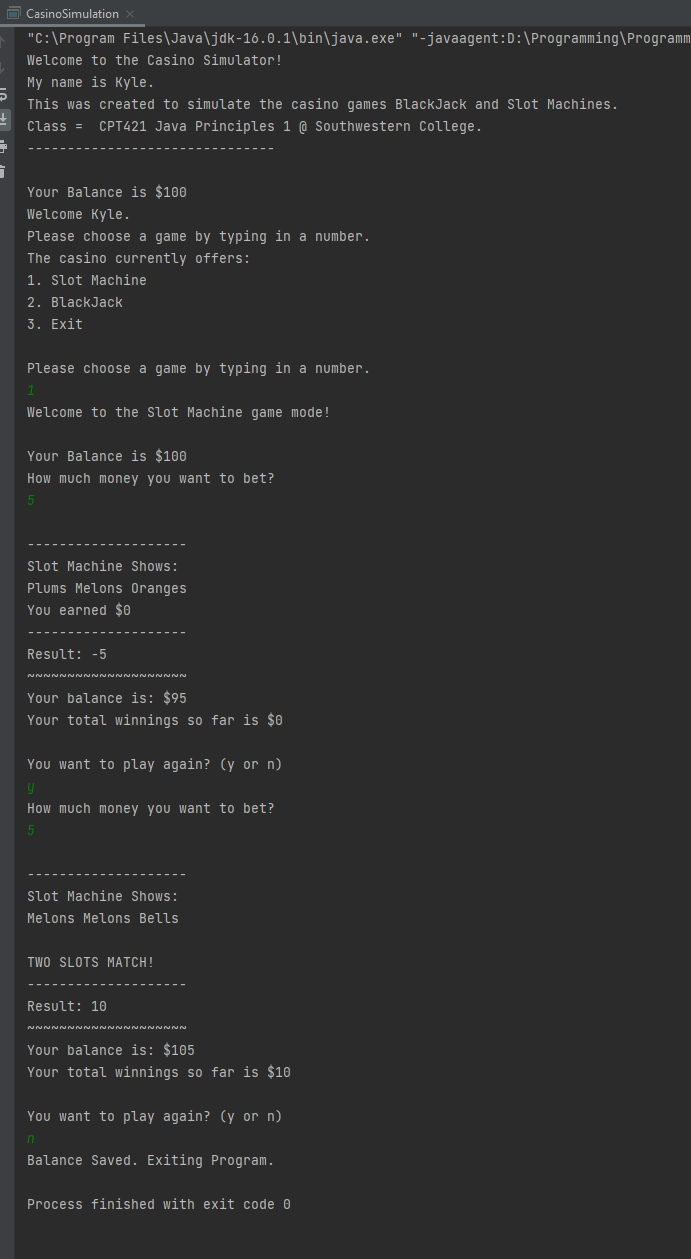 CasinoSimulation
"C:\Program Files\Java\jdk-16.0.1\bin\java.exe" "-javaagent:D:\Programming\Programm
Welcome to the Casino Simulator!
My name is Kyle.
This was created to simulate the casino games BlackJack and Slot Machines.
Class =  CPT421 Java Principles 1 @ Southwestern College.
-------------------------------
Your Balance is $100
Welcome Kyle.
Please choose a game by typing in a number.
The casino currently offers:
1. Slot Machine
2. BlackJack
3. Exit
Please choose a game by typing in a number.
1
Welcome to the Slot Machine game mode!
Your Balance is $100
How much money you want to bet?
5
--------------------
Slot Machine Shows:
Plums Melons Oranges
You earned $0
--------------------
Result: -5
~~~~~~~~~~~~~~~~~~~~
Your balance is: $95
Your total winnings so far is $0
You want to play again? (y or n)
y
How much money you want to bet?
5
--------------------
Slot Machine Shows:
Melons Melons Bells
TWO SLOTS MATCH!
--------------------
Result: 10
~~~~~~~~~~~~~~~~~~~~
Your balance is: $105
Your total winnings so far is $10
You want to play again? (y or n)
n
Balance Saved. Exiting Program.
Process finished with exit code 0